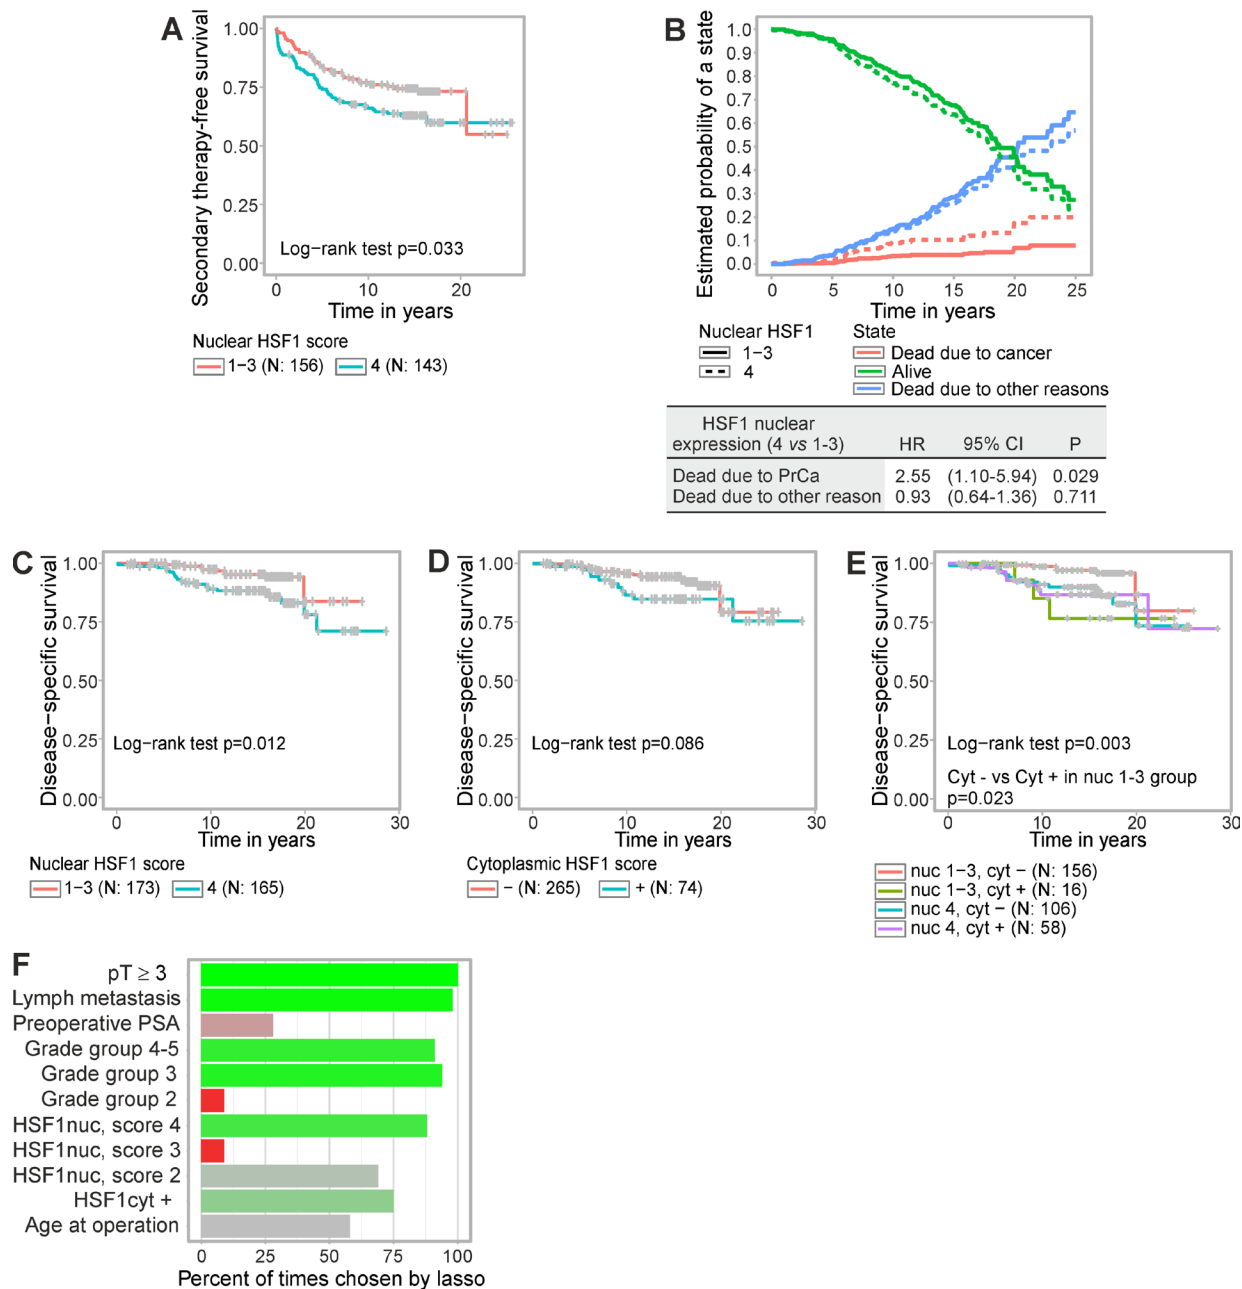 A
Secondary therapy-free survival
1.00
0.75
0.50
0.25
0.00
Log-rank test p=0.033
0 10 20
Time in years
Nuclear HSF1 score
1-3 (N: 156) 4 (N: 143)
B
Estimated probability of a state
1.0
0.9
0.8
0.7
0.6
0.5
0.4
0.3
0.2
0.1
0.0
0 5 10 15 20 25
Time in years
Nuclear HSF1
1-3
4
State
Dead due to cancer
Alive
Dead due to other reasons
HSF1 nuclear
expression (4 vs 1-3) HR 95% CI P
Dead due to PrCa 2.55 (1.10-5.94) 0.029
Dead due to other reason 0.93 (0.64-1.36) 0.711
C
Disease-specific survival
1.00
0.75
0.50
0.25
0.00
Log-rank test p=0.012
0 10 20 30
Time in years
Nuclear HSF1 score
1-3 (N: 173) 4 (N: 165)
D
Disease-specific survival
1.00
0.75
0.50
0.25
0.00
Log-rank test p=0.086
0 10 20 30
Time in years
Cytoplasmic HSF1 score
- (N: 265) + (N: 74)
E
Disease-specific survival
1.00
0.75
0.50
0.25
0.00
Log-rank test p=0.003
Cyt - vs Cyt + in nuc 1-3 group
p=0.023
0 10 20 30
Time in years
nuc 1-3, cyt - (N: 156)
nuc 1-3, cyt + (N: 16)
nuc 4, cyt - (N: 106)
nuc 4, cyt + (N: 58)
F
pT ≥ 3
Lymph metastasis
Preoperative PSA
Grade group 4-5
Grade group 3
Grade group 2
HSF1nuc, score 4
HSF1nuc, score 3
HSF1nuc, score 2
HSF1cyt +
Age at operation
0 25 50 75 100
Percent of times chosen by lasso